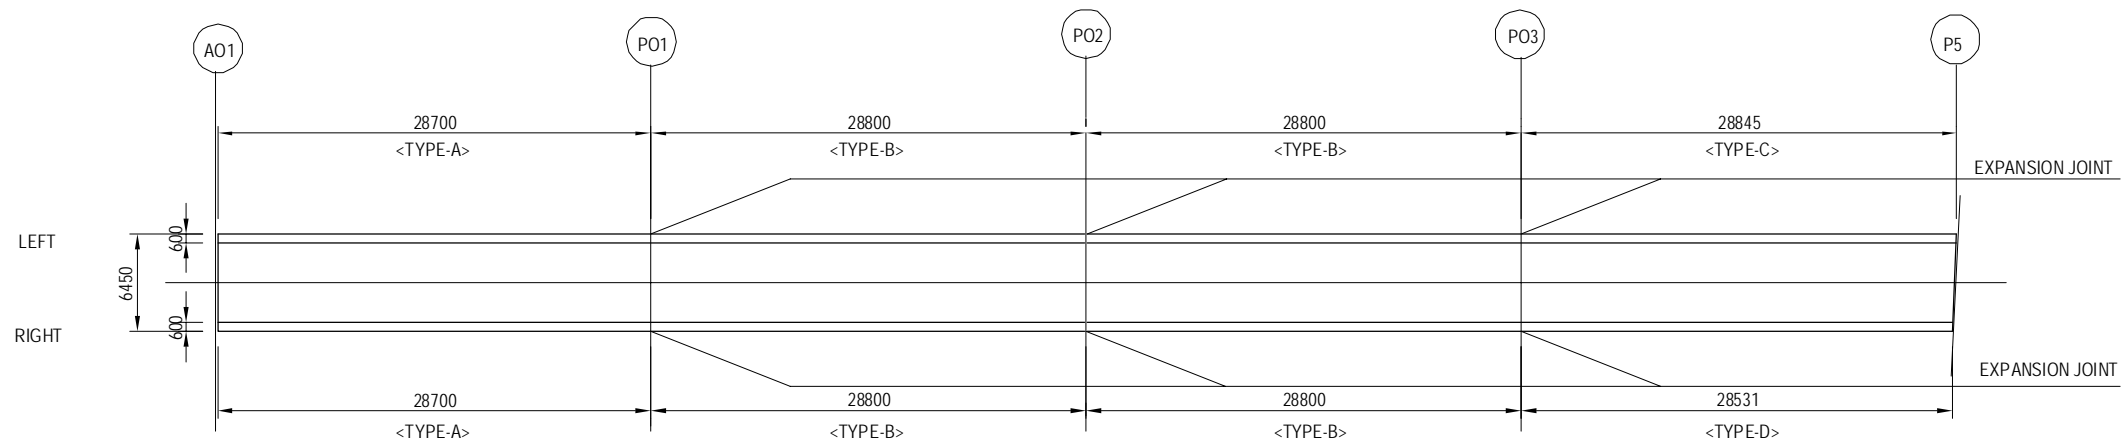 AO1
PO1
PO2
PO3
P5
28700
28800
28800
28845
<TYPE-A>
<TYPE-B>
<TYPE-B>
<TYPE-C>
EXPANSION JOINT
LEFT
600
6450
600
RIGHT
EXPANSION JOINT
28700
28800
28800
28531
<TYPE-A>
<TYPE-B>
<TYPE-B>
<TYPE-D>